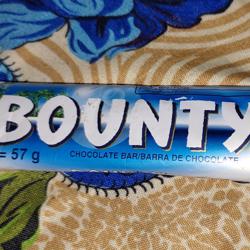 BOUNTY
= 57 g
CHOCOLATE BAR/BARRA DE CHOCOLATE